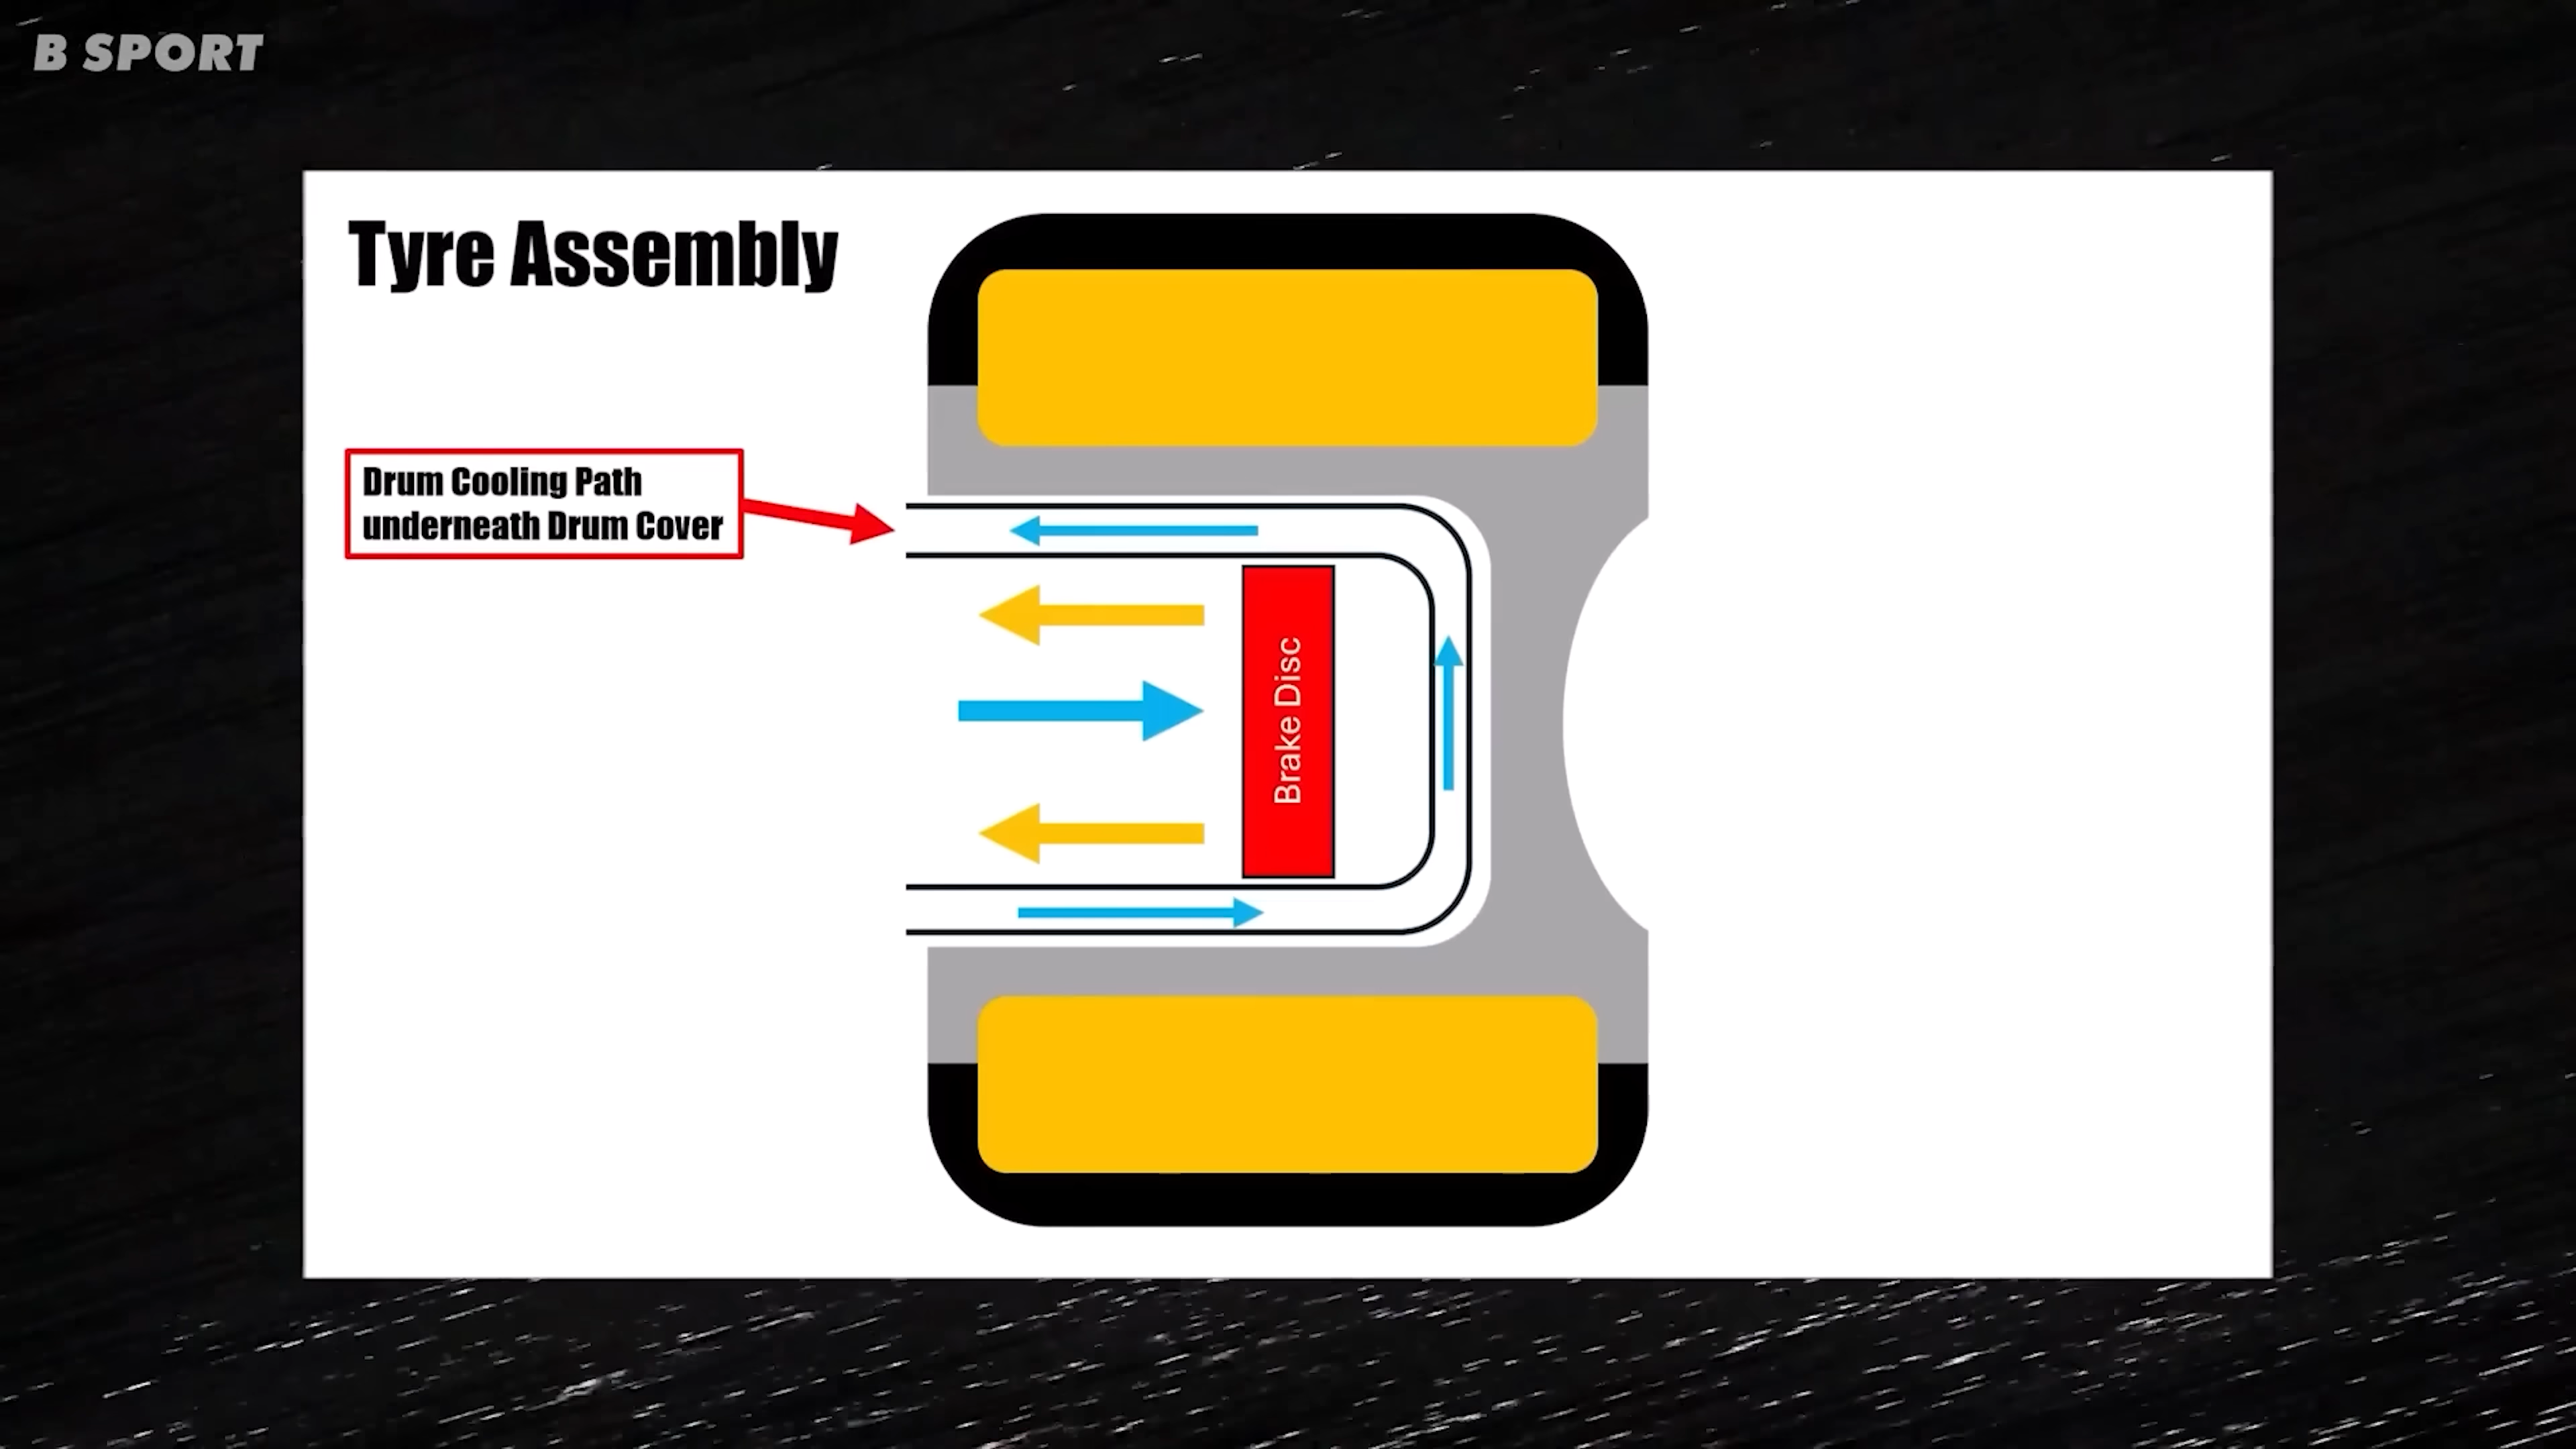 B SPORT
Tyre Assembly
Drum Cooling Path
underneath Drum Cover
Brake Disc